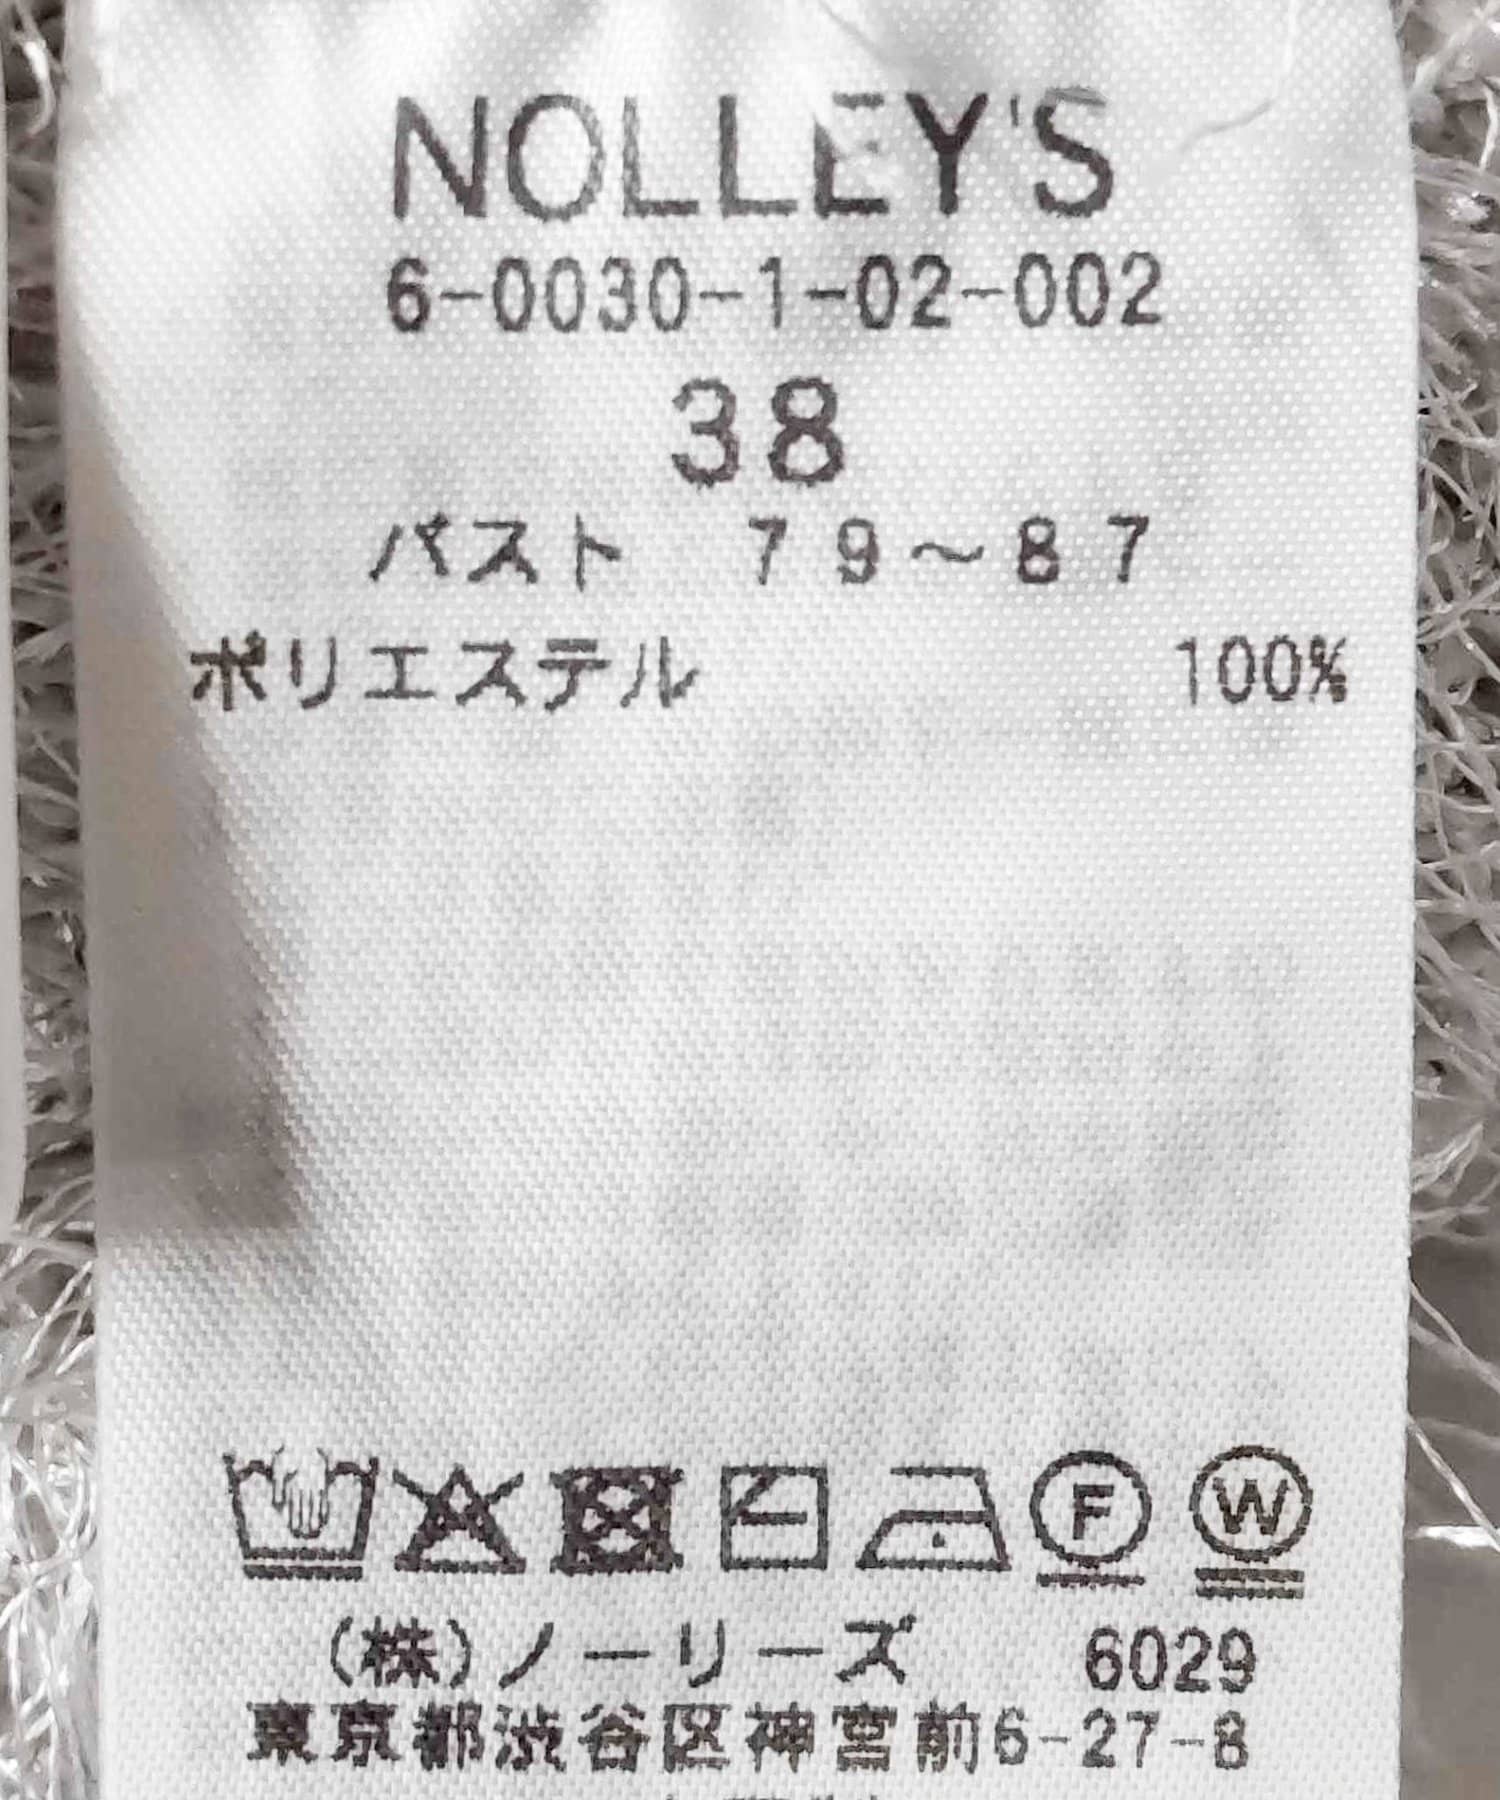 NOLLEY'S
6-0030-1-02-002
38
バスト 79～87
ポリエステル 100%
F W
(株)ノーリーズ 6029
東京都渋谷区神宮前6-27-8